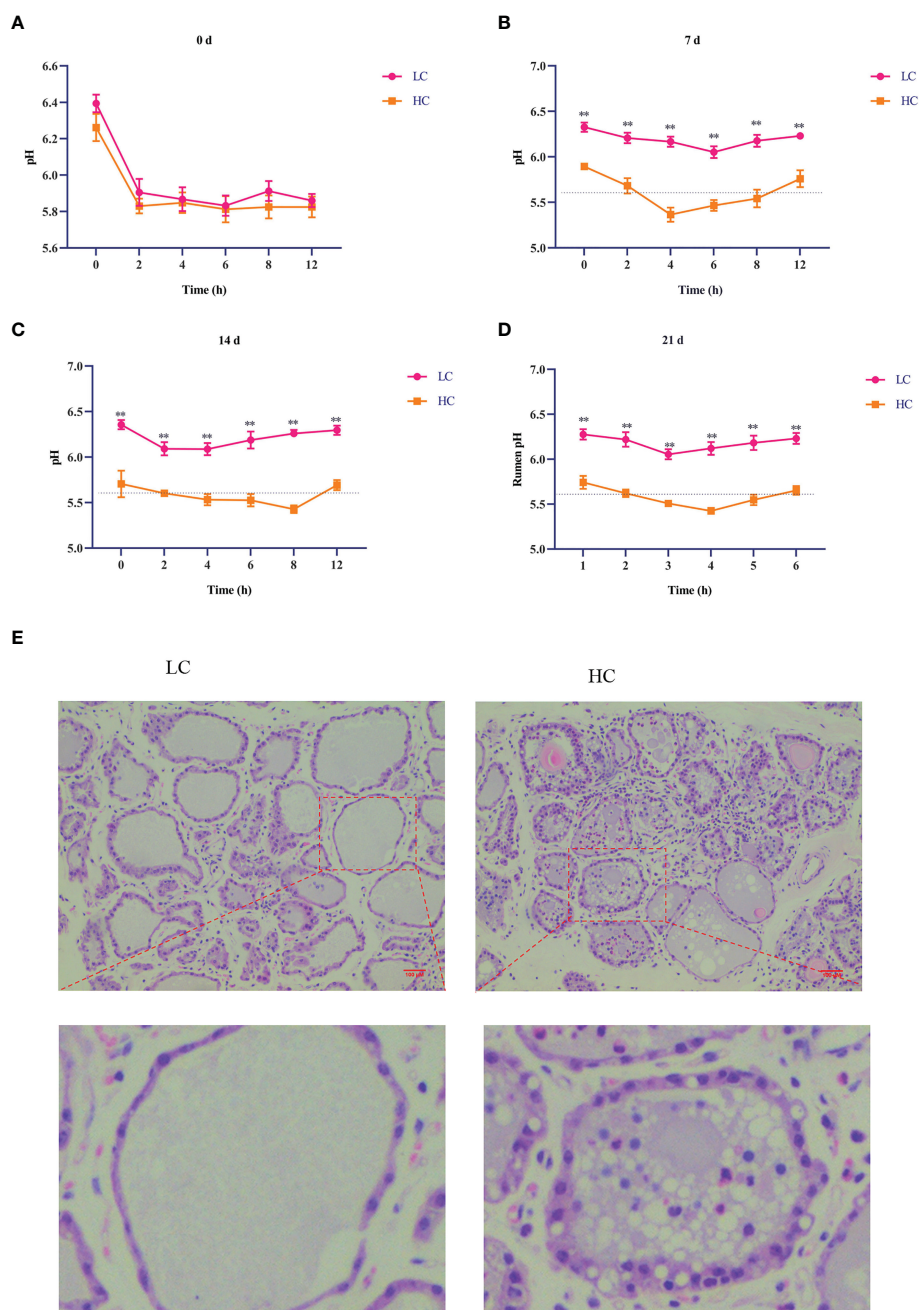 A
0 d
6.6
6.4
6.2
6.0
5.8
5.6
pH
0 2 4 6 8 12
Time (h)
LC
HC
B
7 d
7.0
6.5
6.0
5.5
5.0
pH
** ** ** ** ** **
0 2 4 6 8 12
Time (h)
LC
HC
C
14 d
7.0
6.5
6.0
5.5
5.0
pH
** ** ** ** ** **
0 2 4 6 8 12
Time (h)
LC
HC
D
21 d
7.0
6.5
6.0
5.5
5.0
Rumen pH
** ** ** ** ** **
1 2 3 4 5 6
Time (h)
LC
HC
E
LC
HC
100 μm